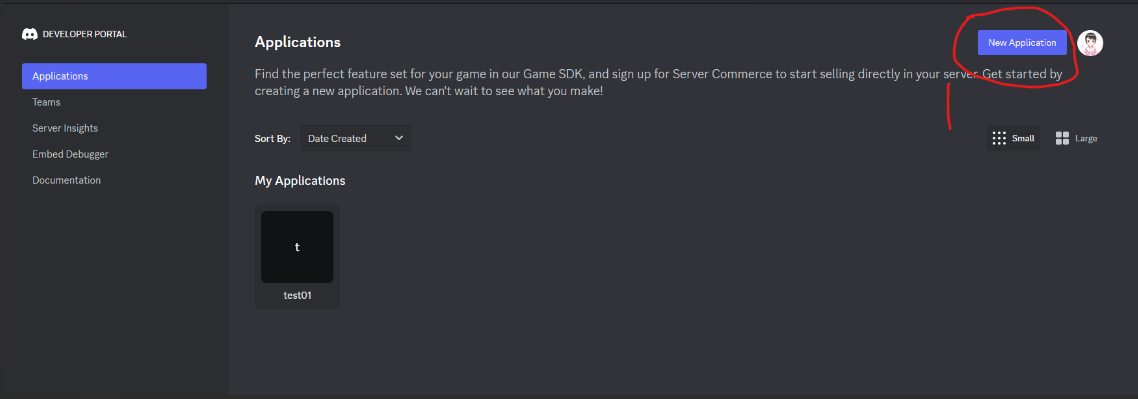 DEVELOPER PORTAL
Applications
Teams
Server Insights
Embed Debugger
Documentation
Applications
New Application
Find the perfect feature set for your game in our Game SDK, and sign up for Server Commerce to start selling directly in your server. Get started by
creating a new application. We can't wait to see what you make!
Sort By: Date Created
Small Large
My Applications
t
test01